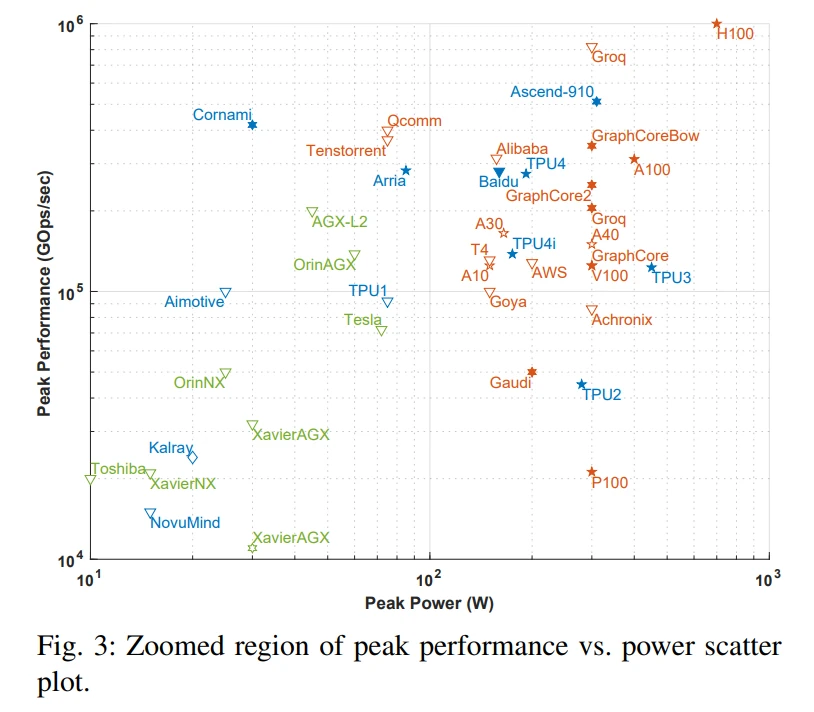 10^6
H100
Groq
Ascend-910
Cornami
Qcomm
GraphCoreBow
Tenstorrent
Alibaba
TPU4
A100
Arria
Baidu
GraphCore2
AGX-L2
Groq
A30
A40
T4
TPU4i
OrinAGX
GraphCore
A10
AWS
V100
TPU3
10^5
Aimotive
TPU1
Goya
Tesla
Achronix
OrinNX
Gaudi
TPU2
XavierAGX
Kalray
Toshiba
XavierNX
P100
NovuMind
XavierAGX
10^4
10^1
10^2
10^3
Peak Performance (GOps/sec)
Peak Power (W)
Fig. 3: Zoomed region of peak performance vs. power scatter
plot.